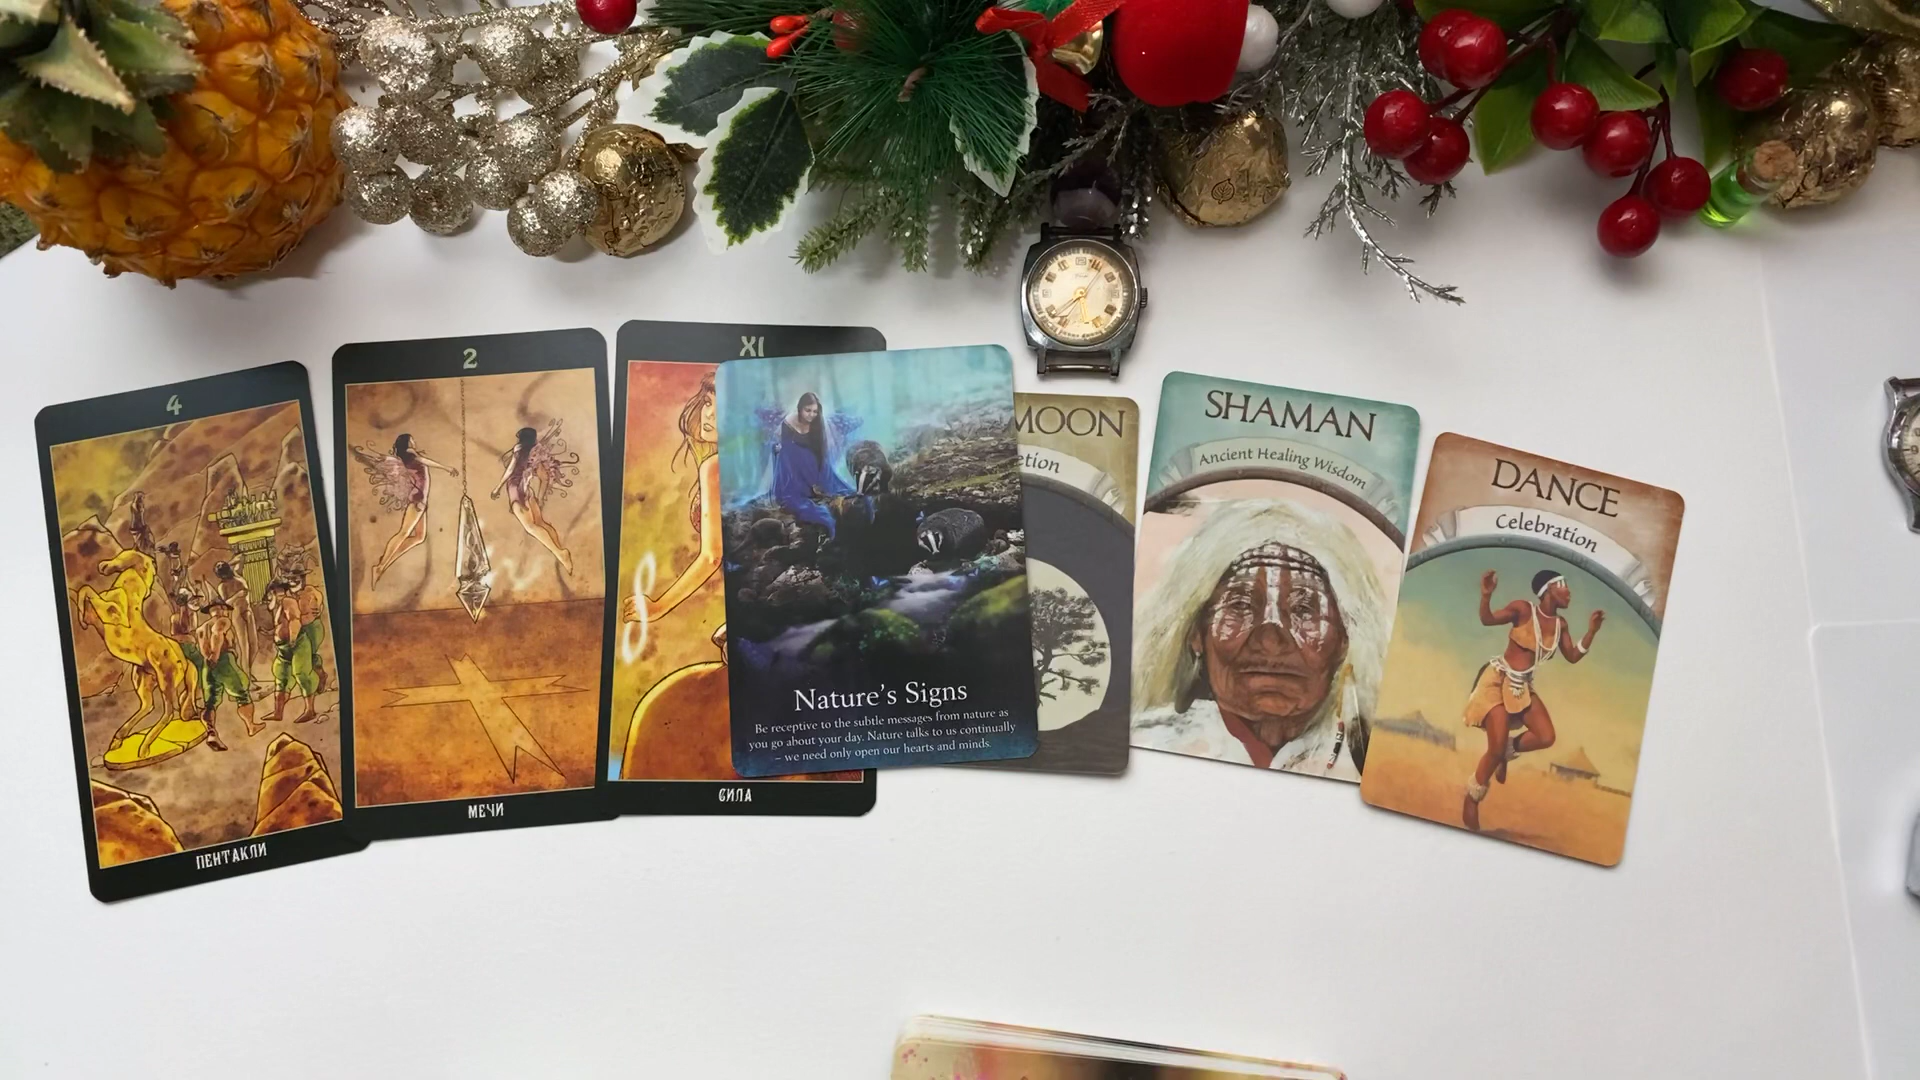 4
ПЕНТАКЛИ
2
МЕЧИ
XI
СИЛА
Nature's Signs
Be receptive to the subtle messages from nature as
you go about your day. Nature talks to us continually
– we need only open our hearts and minds.
MOON
SHAMAN
Ancient Healing Wisdom
DANCE
Celebration